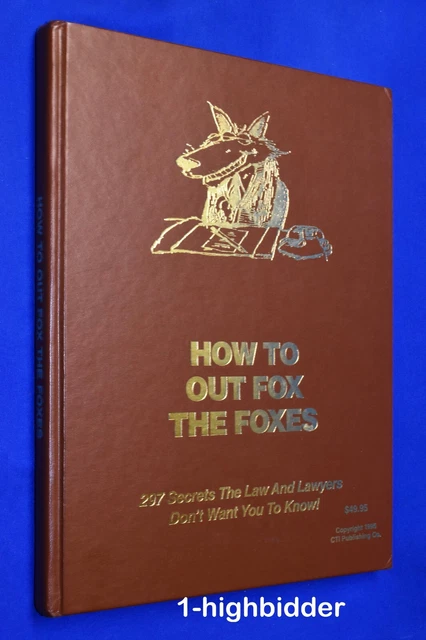 HOW TO OUT FOX THE FOXES
HOW TO
OUT FOX
THE FOXES
297 Secrets The Law And Lawyers
Don't Want You To Know!
$49.95
Copyright
CTI Publishing Co.
1-highbidder